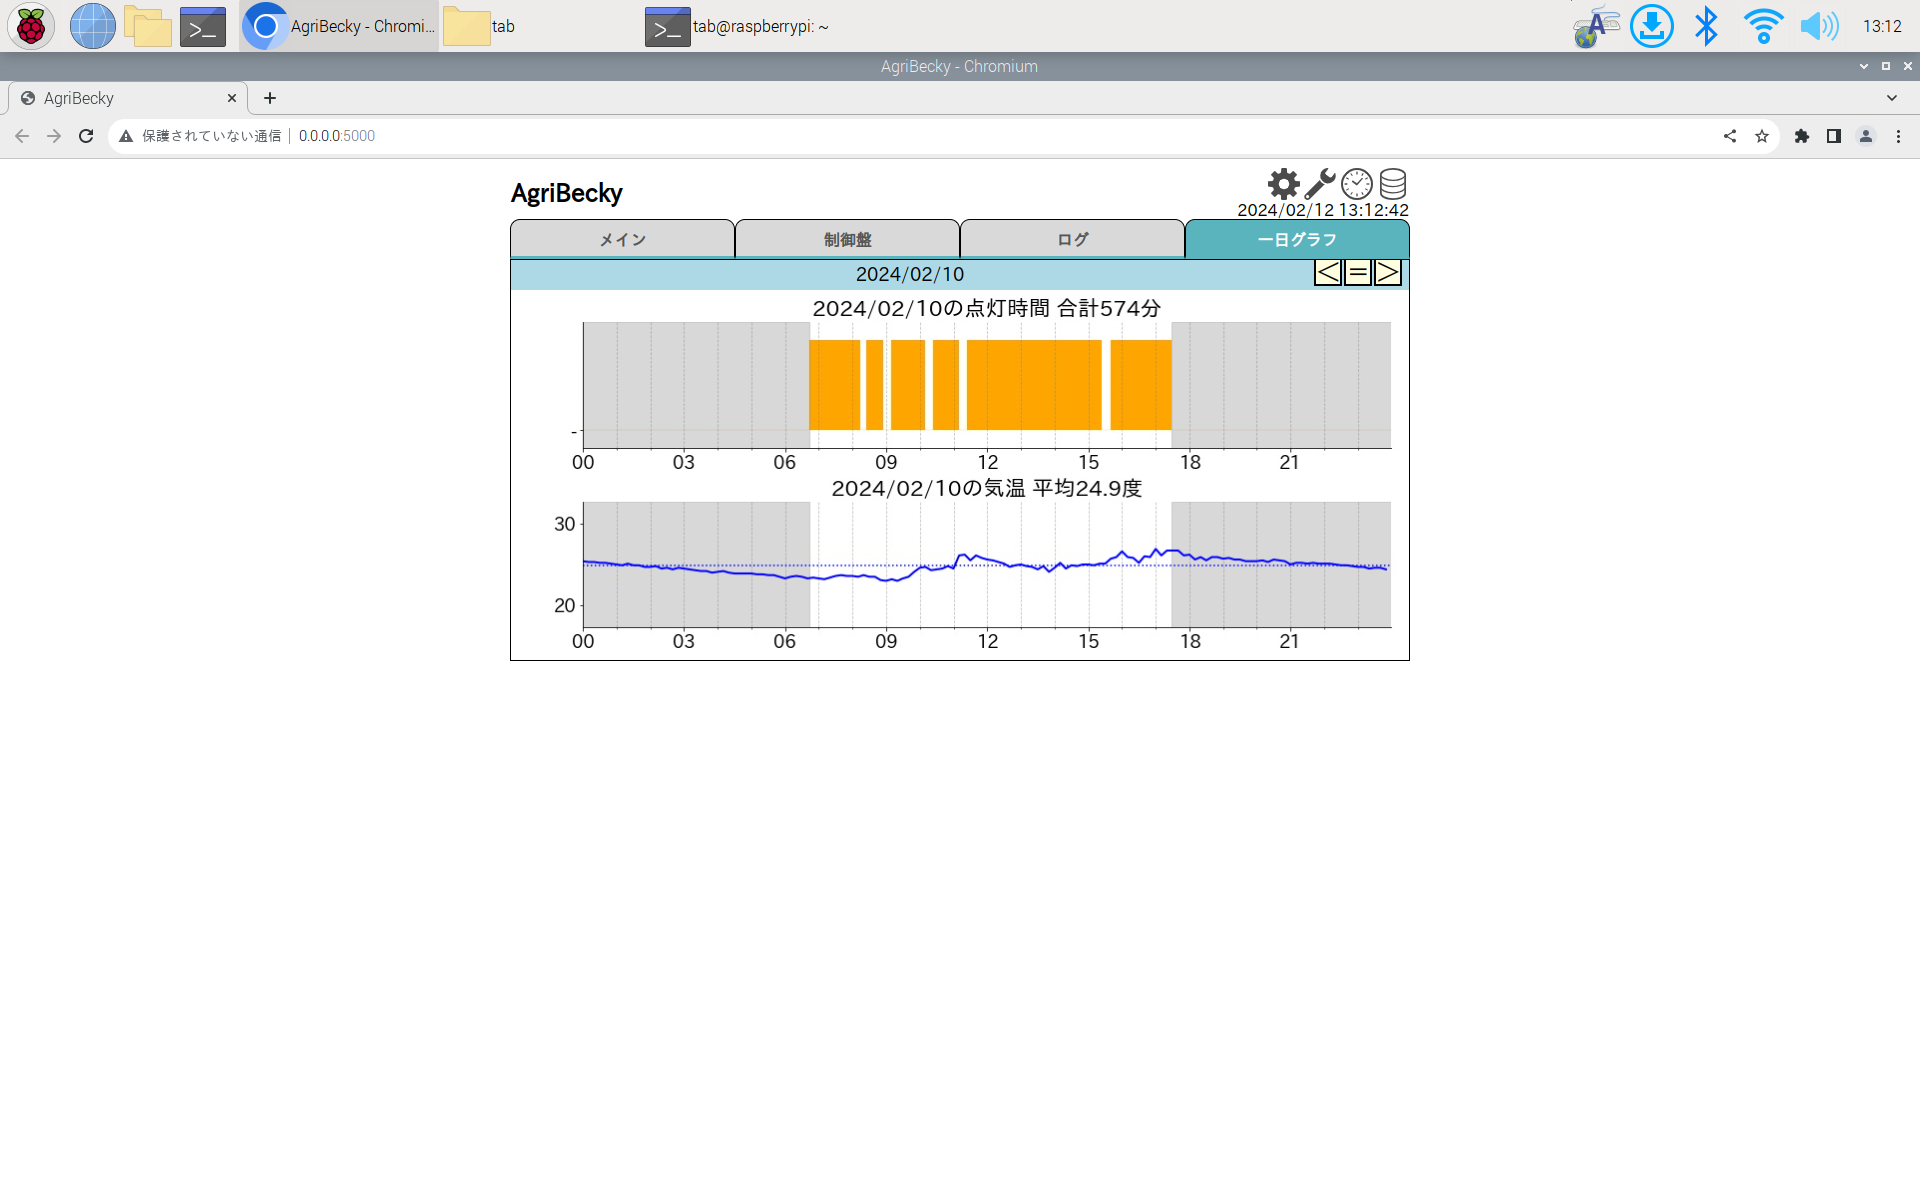 AgriBecky - Chromi...
tab
tab@raspberrypi: ~
13:12
AgriBecky - Chromium
AgriBecky
保護されていない通信
0.0.0.0:5000
AgriBecky
2024/02/12 13:12:42
メイン
制御盤
ログ
一日グラフ
2024/02/10
<
=
>
2024/02/10の点灯時間 合計574分
-
00 03 06 09 12 15 18 21
2024/02/10の気温 平均24.9度
30
20
00 03 06 09 12 15 18 21